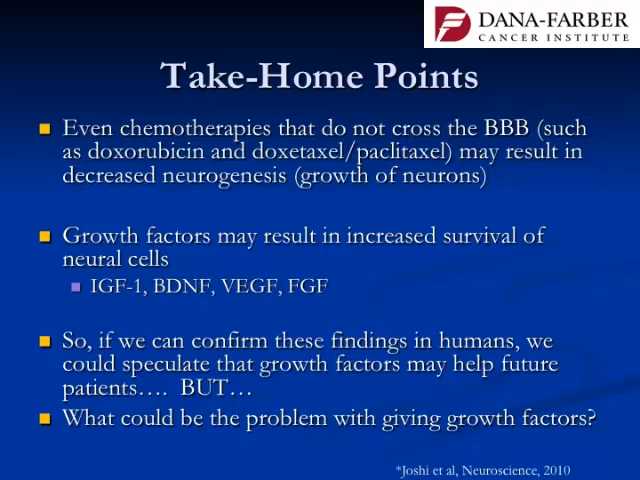 DANA-FARBER
CANCER INSTITUTE
Take-Home Points
Even chemotherapies that do not cross the BBB (such
as doxorubicin and doxetaxel/paclitaxel) may result in
decreased neurogenesis (growth of neurons)
Growth factors may result in increased survival of
neural cells
IGF-1, BDNF, VEGF, FGF
So, if we can confirm these findings in humans, we
could speculate that growth factors may help future
patients…. BUT…
What could be the problem with giving growth factors?
*Joshi et al, Neuroscience, 2010